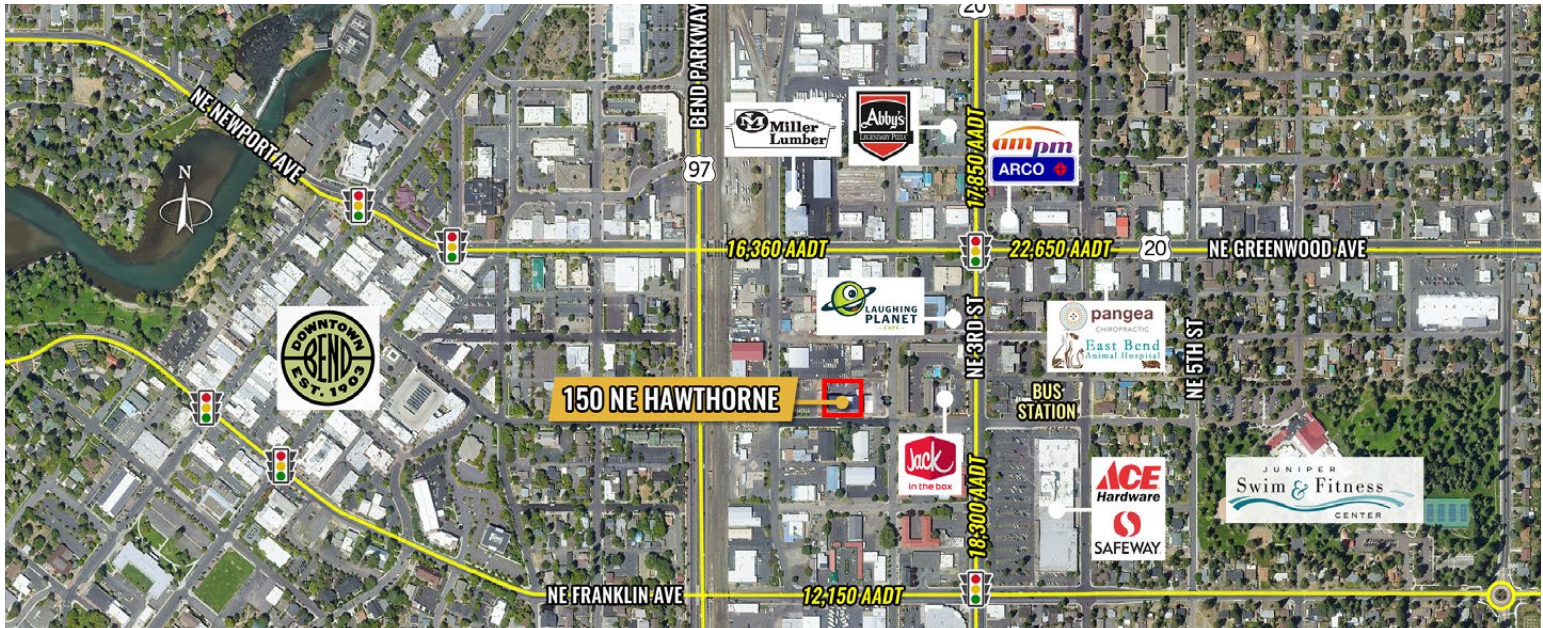 20
BEND PARKWAY
NE NEWPORT AVE
N
97
Miller
Lumber
Abby's
LEGENDARY PIZZA
17,850 AADT
ampm
ARCO
16,360 AADT
22,650 AADT
20
NE GREENWOOD AVE
LAUGHING
PLANET
CAFE
NE 3RD ST
pangea
CHIROPRACTIC
East Bend
Animal Hospital
NE 5TH ST
DOWNTOWN
BEND
EST. 1903
150 NE HAWTHORNE
BUS
STATION
Jack
in the box
18,300 AADT
ACE
Hardware
SAFEWAY
JUNIPER
Swim & Fitness
CENTER
NE FRANKLIN AVE
12,150 AADT